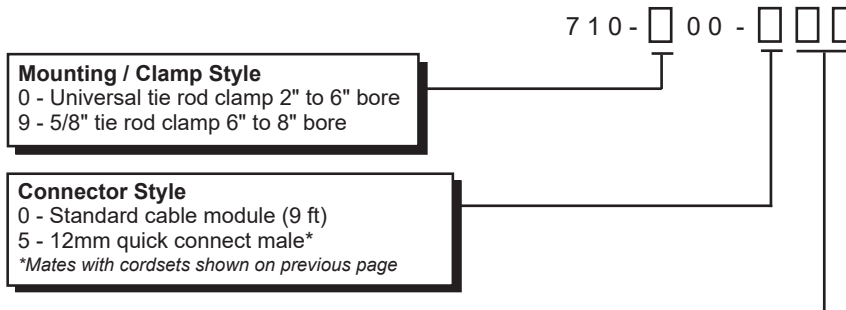 710-☐00-☐☐☐
Mounting / Clamp Style
0 - Universal tie rod clamp 2" to 6" bore
9 - 5/8" tie rod clamp 6" to 8" bore
Connector Style
0 - Standard cable module (9 ft)
5 - 12mm quick connect male*
*Mates with cordsets shown on previous page